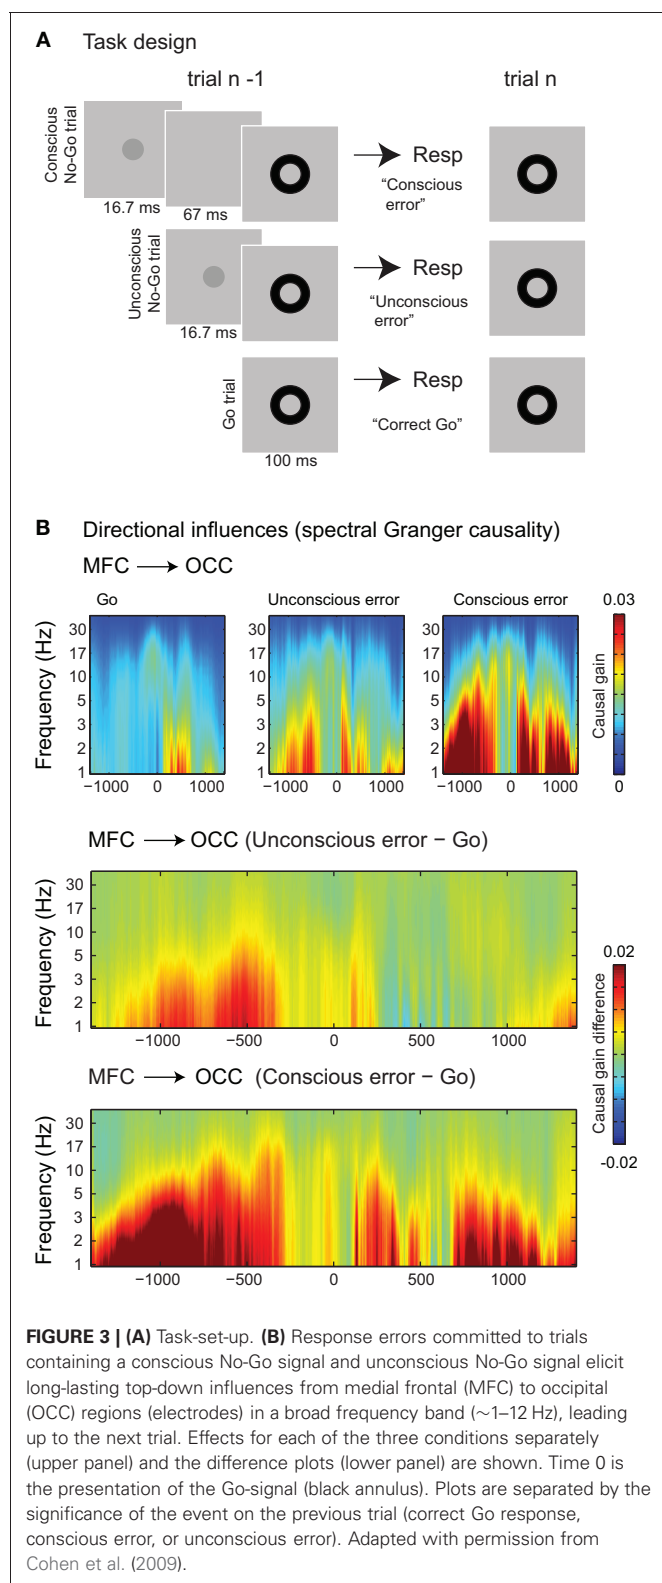 A Task design
trial n -1
trial n
Conscious
No-Go trial
16.7 ms
67 ms
Resp
“Conscious
error”
Unconscious
No-Go trial
16.7 ms
Resp
“Unconscious
error”
Go trial
100 ms
Resp
“Correct Go”
B Directional influences (spectral Granger causality)
MFC → OCC
Go
Unconscious error
Conscious error
Frequency (Hz)
30
17
10
5
3
2
1
−1000 0 1000
−1000 0 1000
−1000 0 1000
0.03
Causal gain
0
MFC → OCC (Unconscious error − Go)
Frequency (Hz)
30
17
10
5
3
2
1
−1000 −500 0 500 1000
MFC → OCC (Conscious error − Go)
Frequency (Hz)
30
17
10
5
3
2
1
−1000 −500 0 500 1000
0.02
Causal gain difference
-0.02
FIGURE 3 | (A) Task-set-up. (B) Response errors committed to trials
containing a conscious No-Go signal and unconscious No-Go signal elicit
long-lasting top-down influences from medial frontal (MFC) to occipital
(OCC) regions (electrodes) in a broad frequency band (∼1–12 Hz), leading
up to the next trial. Effects for each of the three conditions separately
(upper panel) and the difference plots (lower panel) are shown. Time 0 is
the presentation of the Go-signal (black annulus). Plots are separated by the
significance of the event on the previous trial (correct Go response,
conscious error, or unconscious error). Adapted with permission from
Cohen et al. (2009).